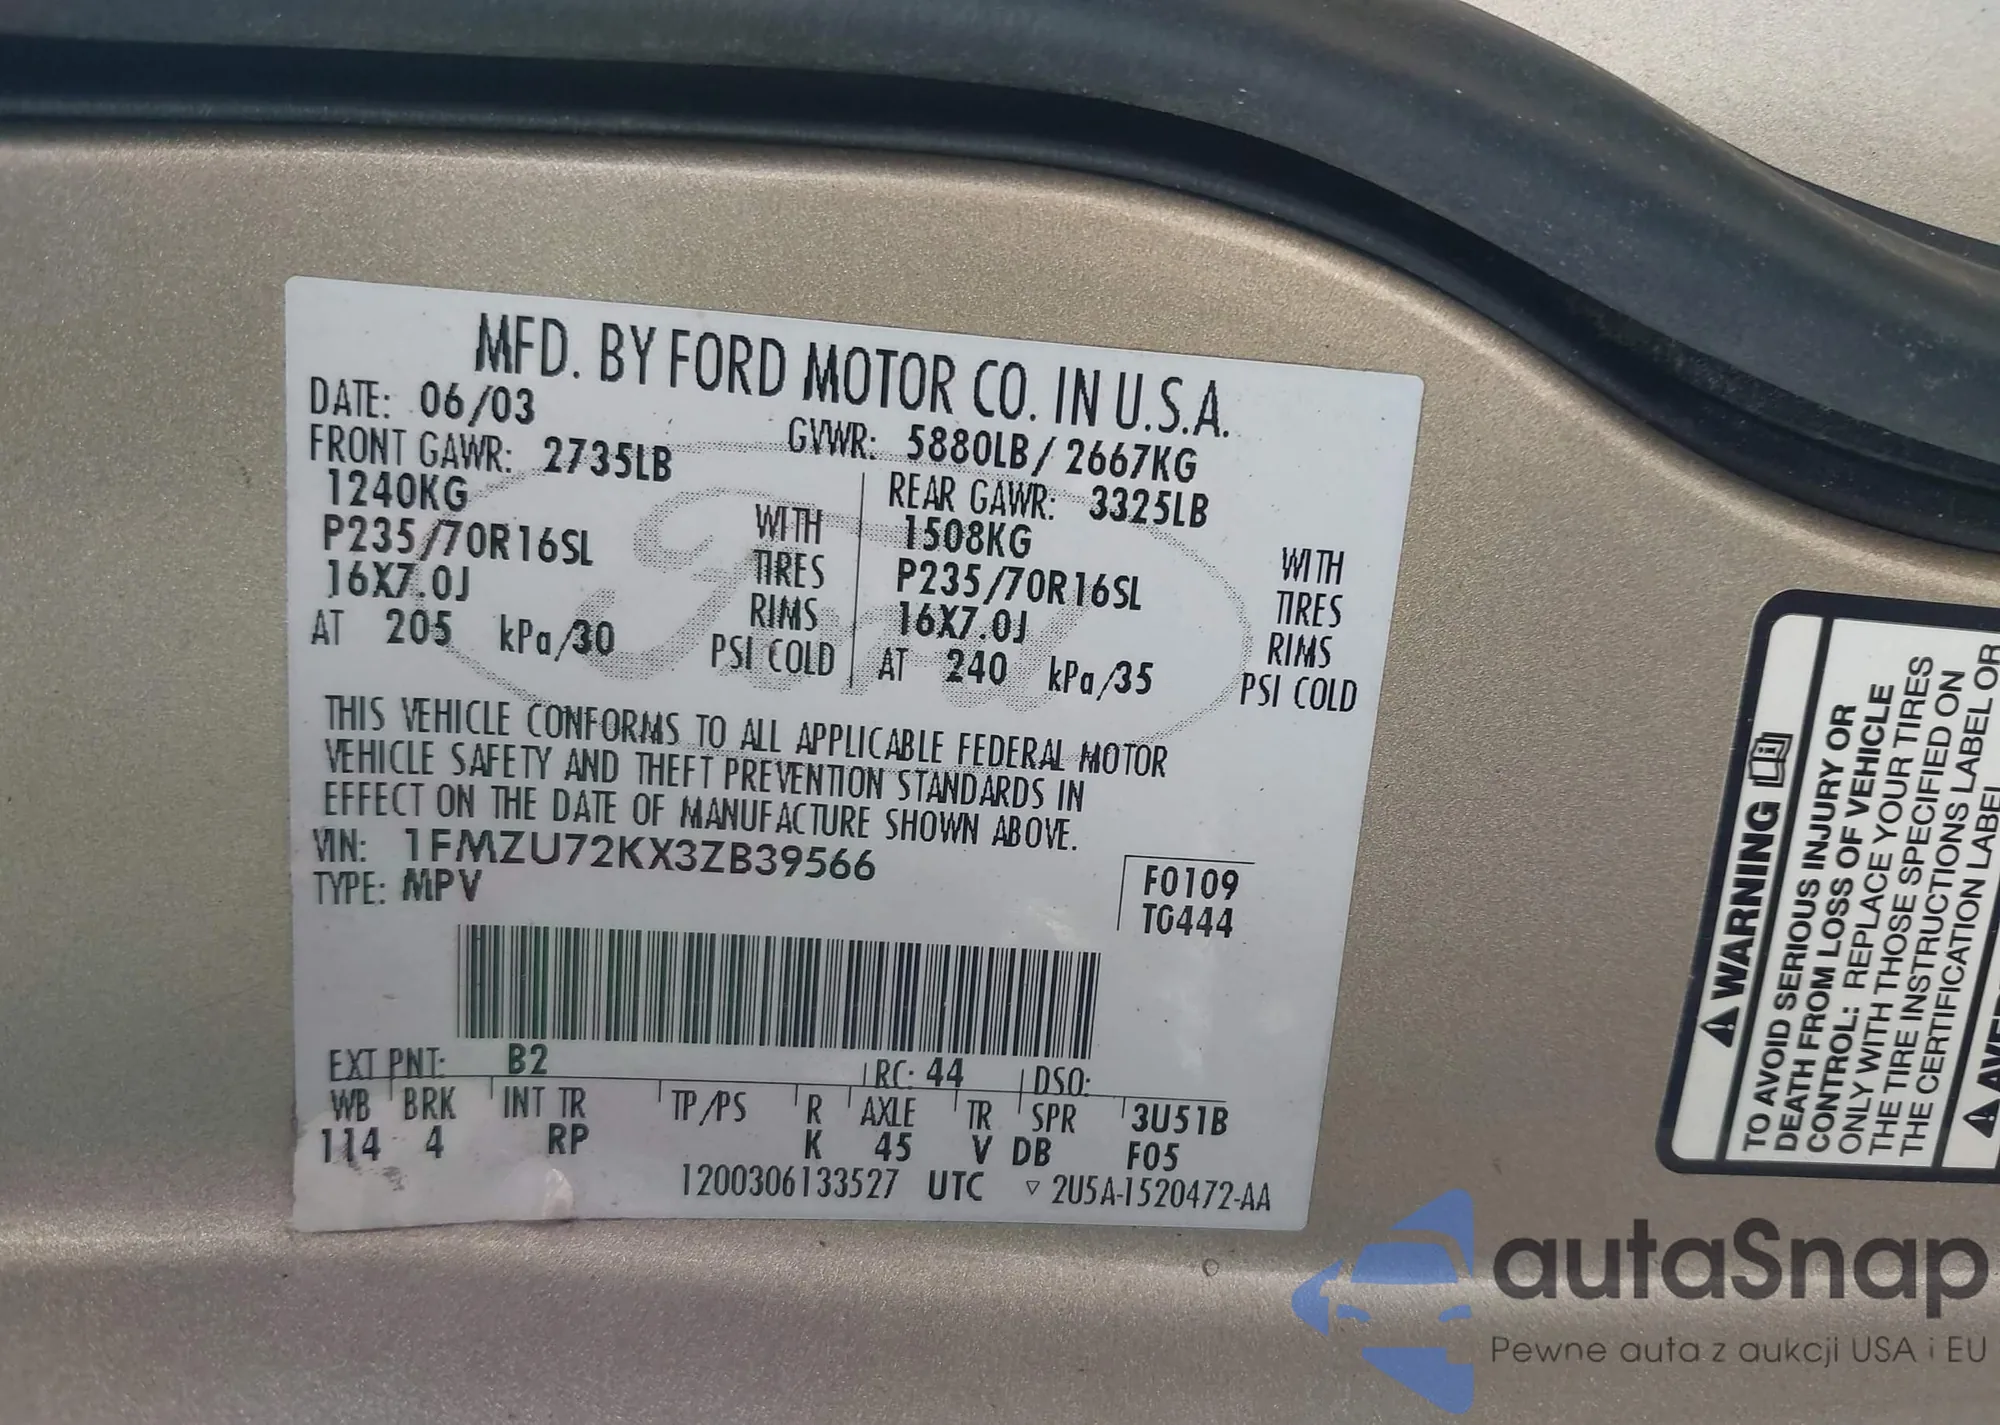 MFD. BY FORD MOTOR CO. IN U.S.A.
DATE: 06/03 GVWR: 5880LB/ 2667KG
FRONT GAWR: 2735LB REAR GAWR: 3325LB
1240KG WITH 1508KG WITH
P235/70R16SL TIRES P235/70R16SL TIRES
16X7.0J RIMS 16X7.0J RIMS
AT 205 kPa/30 PSI COLD AT 240 kPa/35 PSI COLD
THIS VEHICLE CONFORMS TO ALL APPLICABLE FEDERAL MOTOR
VEHICLE SAFETY AND THEFT PREVENTION STANDARDS IN
EFFECT ON THE DATE OF MANUFACTURE SHOWN ABOVE.
VIN: 1FMZU72KX3ZB39566
TYPE: MPV
F0109
TG444
EXT PNT: B2 RC: 44 DSO:
WB BRK INT TR TP/PS R AXLE TR SPR 3U51B
114 4 RP K 45 V DB F05
1200306133527 UTC ▽ 2U5A-1520472-AA
⚠ WARNING
TO AVOID SERIOUS INJURY OR
DEATH FROM LOSS OF VEHICLE
CONTROL: REPLACE YOUR TIRES
ONLY WITH THOSE SPECIFIED ON
THE TIRE INSTRUCTIONS LABEL OR
THE CERTIFICATION LABEL
autaSnap
Pewne auta z aukcji USA i EU